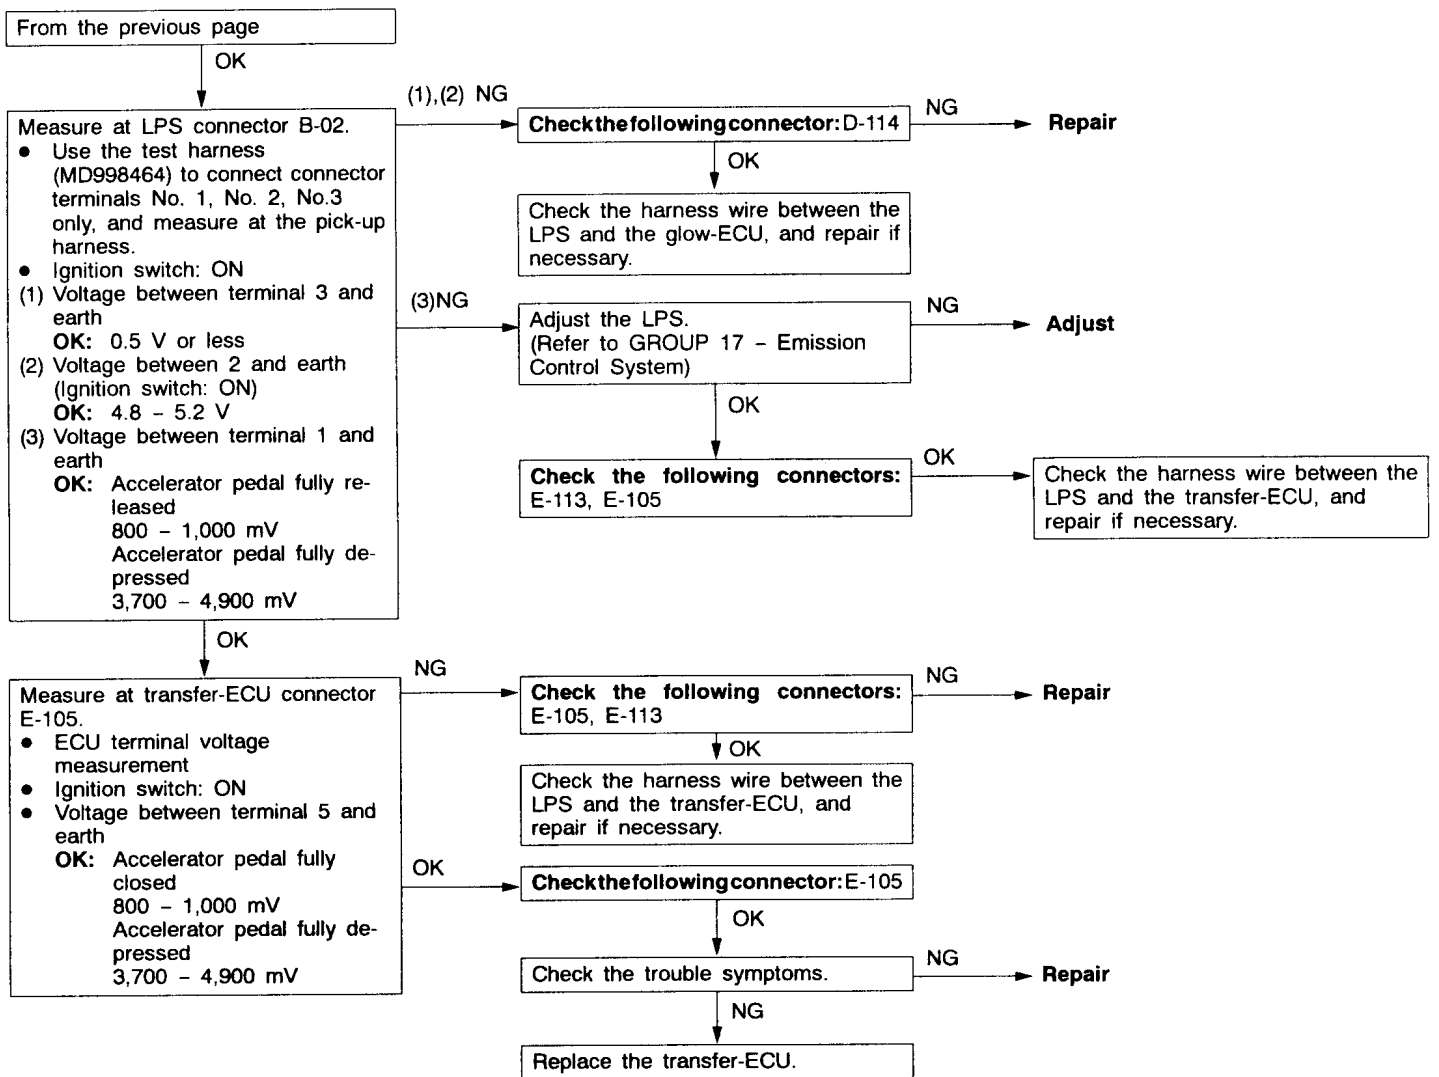 From the previous page
OK
Measure at LPS connector B-02.
● Use the test harness
(MD998464) to connect connector
terminals No. 1, No. 2, No.3
only, and measure at the pick-up
harness.
● Ignition switch: ON
(1) Voltage between terminal 3 and
earth
OK: 0.5 V or less
(2) Voltage between 2 and earth
(Ignition switch: ON)
OK: 4.8 – 5.2 V
(3) Voltage between terminal 1 and
earth
OK: Accelerator pedal fully re-
leased
800 – 1,000 mV
Accelerator pedal fully de-
pressed
3,700 – 4,900 mV
(1),(2) NG
Check the following connector: D-114
NG
Repair
OK
Check the harness wire between the
LPS and the glow-ECU, and repair if
necessary.
(3)NG
Adjust the LPS.
(Refer to GROUP 17 – Emission
Control System)
NG
Adjust
OK
Check the following connectors:
E-113, E-105
OK
Check the harness wire between the
LPS and the transfer-ECU, and
repair if necessary.
OK
Measure at transfer-ECU connector
E-105.
● ECU terminal voltage
measurement
● Ignition switch: ON
● Voltage between terminal 5 and
earth
OK: Accelerator pedal fully
closed
800 – 1,000 mV
Accelerator pedal fully de-
pressed
3,700 – 4,900 mV
NG
Check the following connectors:
E-105, E-113
NG
Repair
OK
Check the harness wire between the
LPS and the transfer-ECU, and
repair if necessary.
OK
Check the following connector: E-105
OK
Check the trouble symptoms.
NG
Repair
NG
Replace the transfer-ECU.